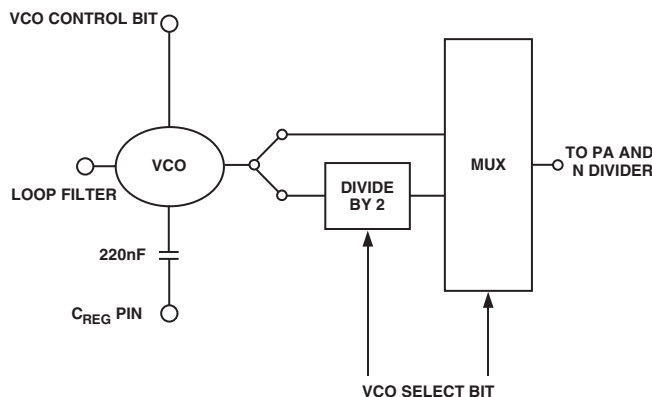 VCO CONTROL BIT
VCO
LOOP FILTER
220nF
CREG PIN
DIVIDE
BY 2
MUX
TO PA AND
N DIVIDER
VCO SELECT BIT